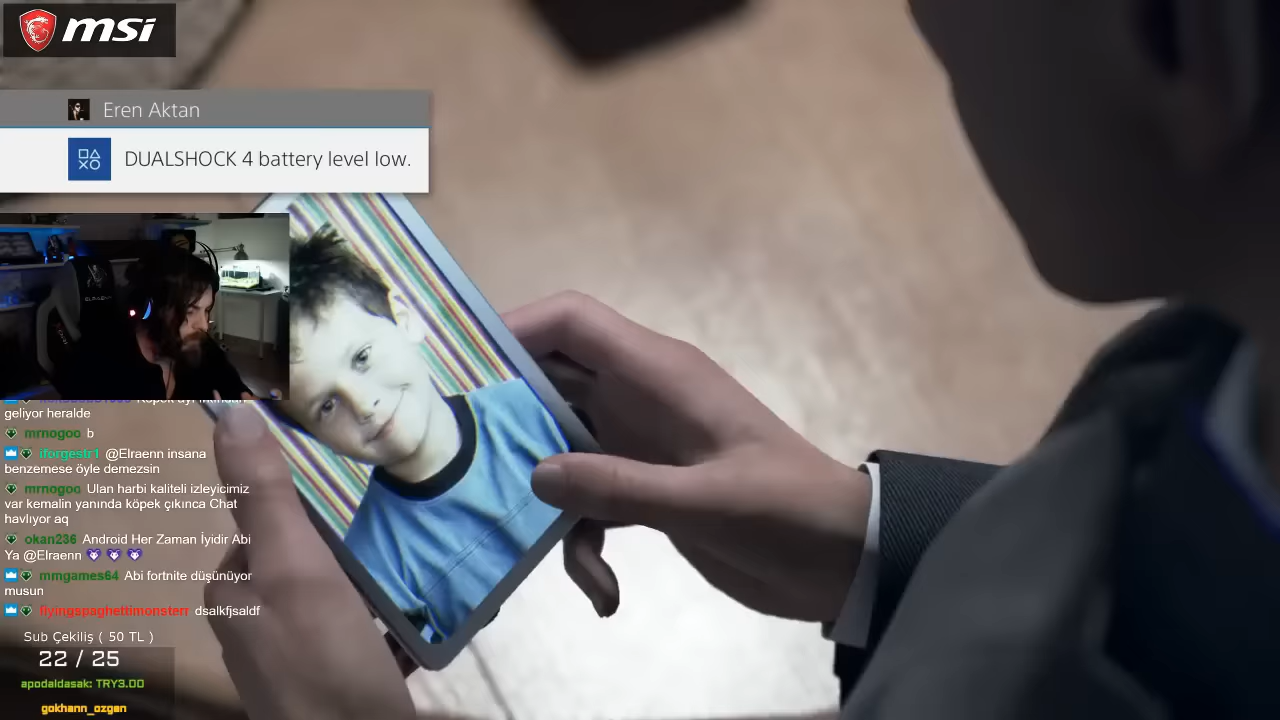 msi
Eren Aktan
DUALSHOCK 4 battery level low.
geliyor heralde
mrnogoo b
iforgestr1 @Elraenn insana
benzemese öyle demezsin
mrnogoo Ulan harbi kaliteli izleyicimiz
var kemalin yanında köpek çıkınca Chat
havlıyor aq
okan236 Android Her Zaman İyidir Abi
Ya @Elraenn
mmgames64 Abi fortnite düşünüyor
musun
flyingspaghettimonsterr dsalkfjsaldf
Sub Çekiliş ( 50 TL )
22 / 25
apodaldasak: TRY3.00
gokhann_ozgan